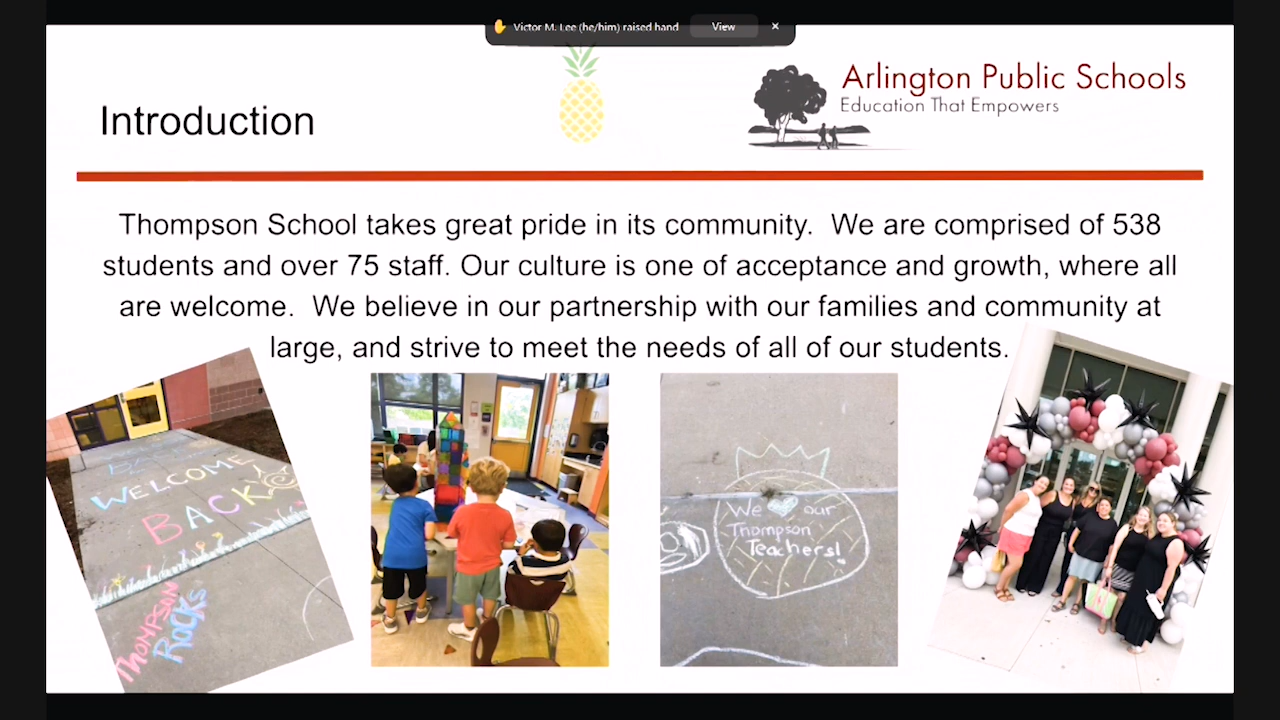 Victor M. Lee (he/him) raised hand
View
Introduction
Arlington Public Schools
Education That Empowers
Thompson School takes great pride in its community. We are comprised of 538
students and over 75 staff. Our culture is one of acceptance and growth, where all
are welcome. We believe in our partnership with our families and community at
large, and strive to meet the needs of all of our students.
WELCOME
BACK
THOMPSON
ROCKS
We our
Thompson
Teachers!